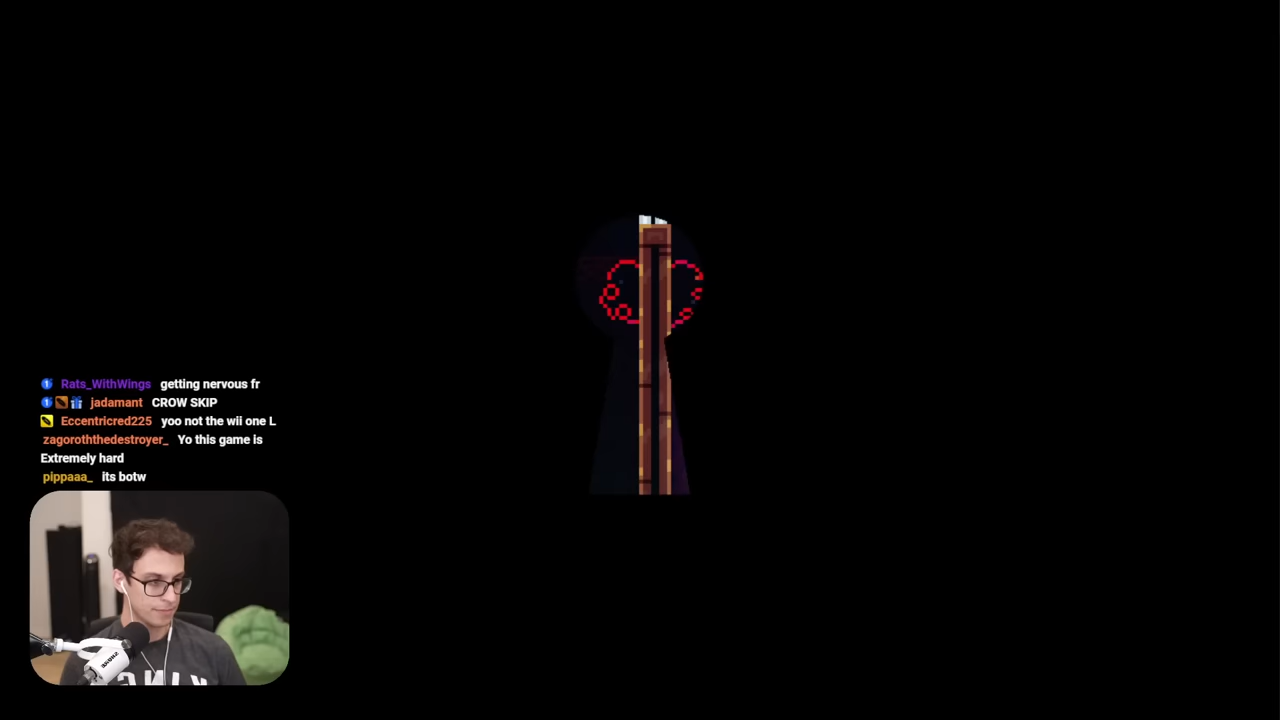 Rats_WithWings getting nervous fr
jadamant CROW SKIP
Eccentricred225 yoo not the wii one L
zagoroththedestroyer_ Yo this game is
Extremely hard
pippaaa_ its botw